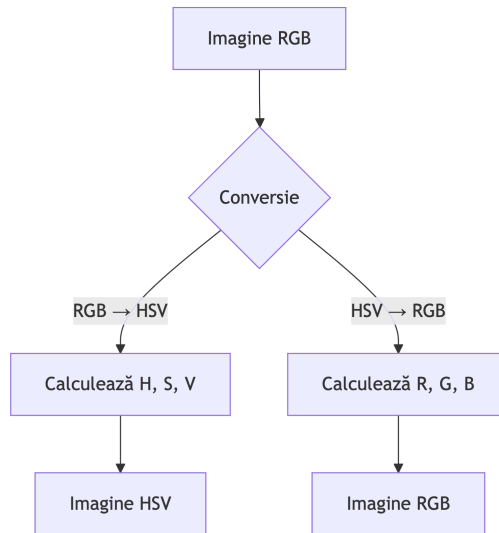 Imagine RGB
Conversie
RGB → HSV
HSV → RGB
Calculează H, S, V
Calculează R, G, B
Imagine HSV
Imagine RGB